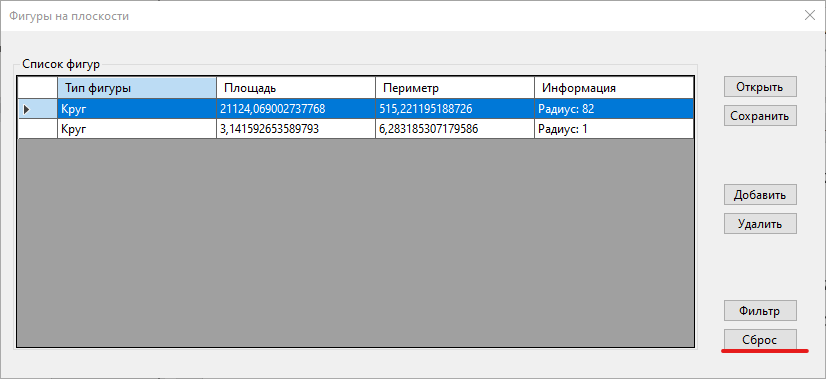 Фигуры на плоскости
Список фигур
Тип фигуры Площадь Периметр Информация
Круг 21124,069002737768 515,221195188726 Радиус: 82
Круг 3,141592653589793 6,283185307179586 Радиус: 1
Открыть
Сохранить
Добавить
Удалить
Фильтр
Сброс